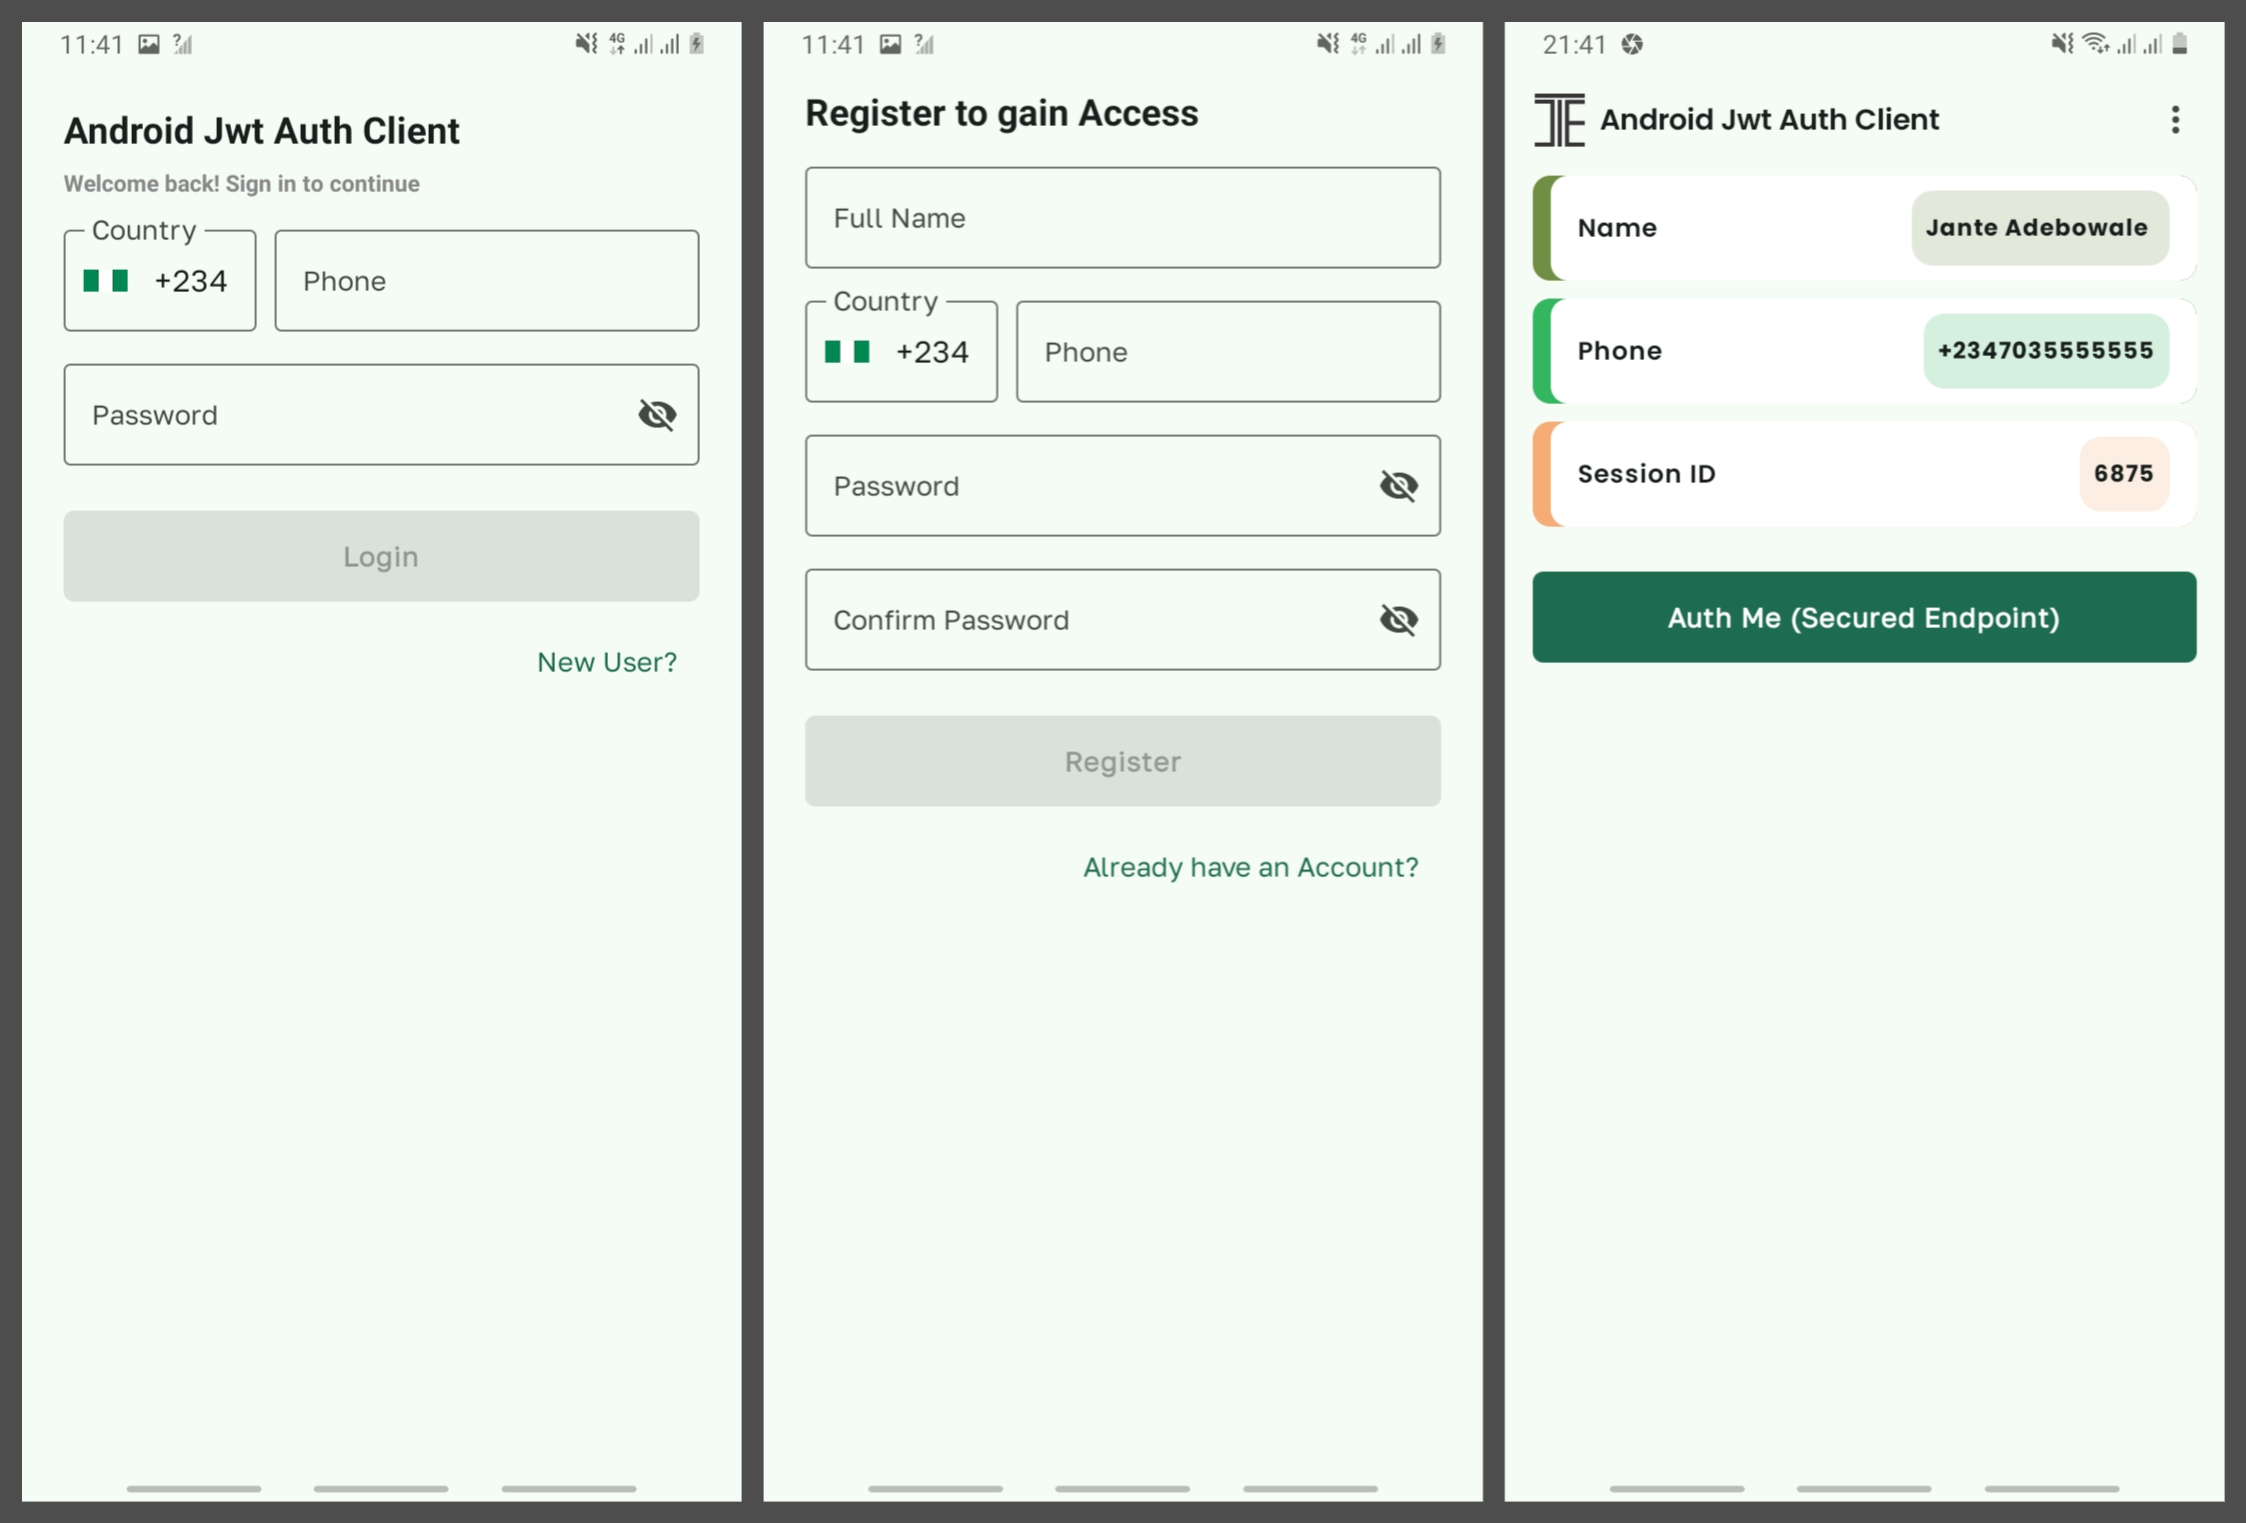 11:41
4G
Android Jwt Auth Client
Welcome back! Sign in to continue
Country
+234
Phone
Password
Login
New User?
11:41
4G
Register to gain Access
Full Name
Country
+234
Phone
Password
Confirm Password
Register
Already have an Account?
21:41
Android Jwt Auth Client
Name
Jante Adebowale
Phone
+2347035555555
Session ID
6875
Auth Me (Secured Endpoint)